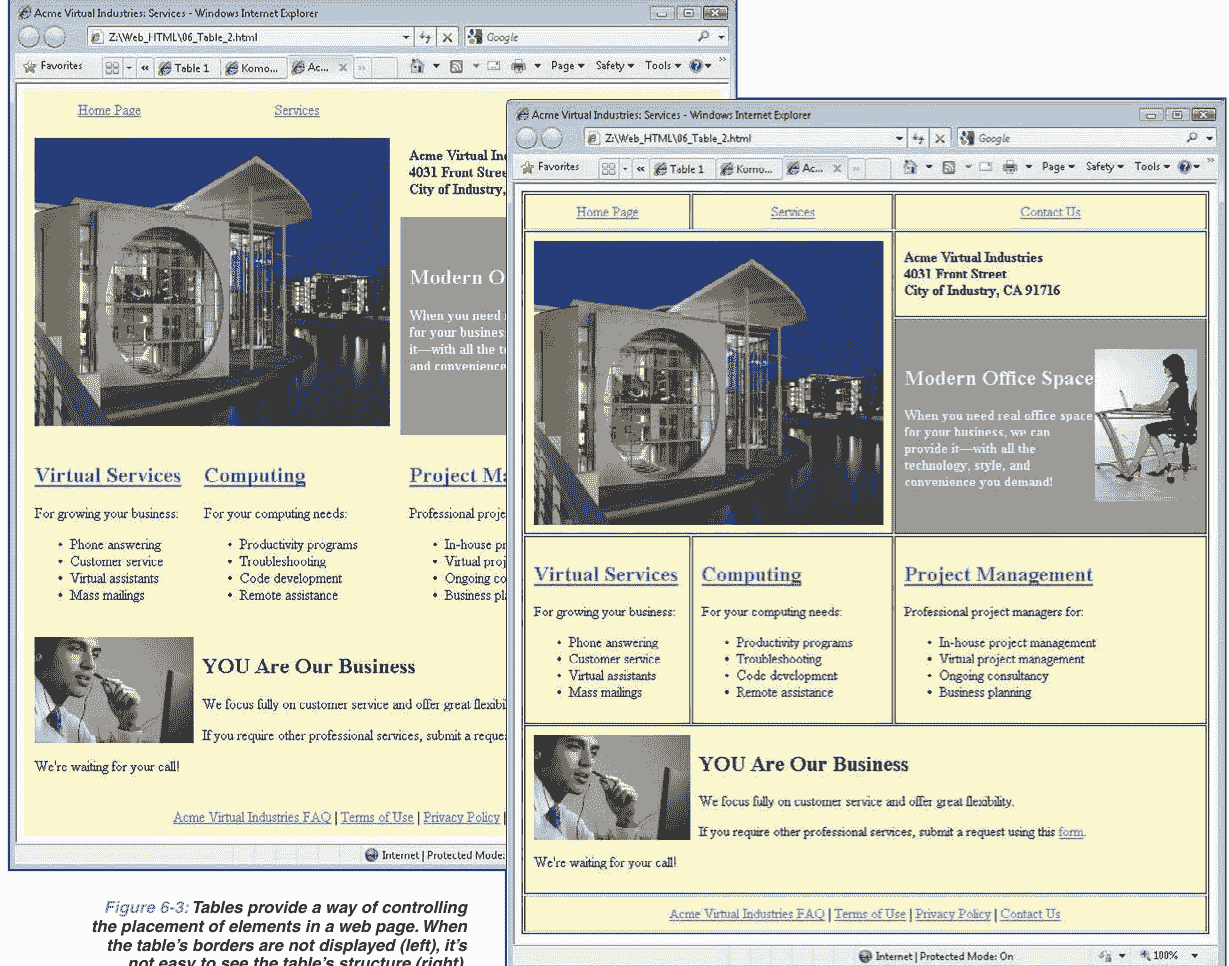 Acme Virtual Industries: Services - Windows Internet Explorer
Z:\Web_HTML\06_Table_2.html
Google
Favorites
Table 1
Komo...
Ac...
Page
Safety
Tools
Home Page
Services
Acme Virtual In
4031 Front Stree
City of Industry,
Modern O
When you need
for your busines
it—with all the t
and convenience
Virtual Services
For growing your business:
• Phone answering
• Customer service
• Virtual assistants
• Mass mailings
Computing
For your computing needs:
• Productivity programs
• Troubleshooting
• Code development
• Remote assistance
Project Ma
Professional proje
• In-house pr
• Virtual proj
• Ongoing co
• Business pla
YOU Are Our Business
We focus fully on customer service and offer great flexibi
If you require other professional services, submit a reque
We're waiting for your call!
Acme Virtual Industries FAQ | Terms of Use | Privacy Policy |
Internet | Protected Mode:
Acme Virtual Industries: Services - Windows Internet Explorer
Z:\Web_HTML\06_Table_2.html
Google
Favorites
Table 1
Komo...
Ac...
Page
Safety
Tools
Home Page
Services
Contact Us
Acme Virtual Industries
4031 Front Street
City of Industry, CA 91716
Modern Office Space
When you need real office space
for your business, we can
provide it—with all the
technology, style, and
convenience you demand!
Virtual Services
For growing your business:
• Phone answering
• Customer service
• Virtual assistants
• Mass mailings
Computing
For your computing needs:
• Productivity programs
• Troubleshooting
• Code development
• Remote assistance
Project Management
Professional project managers for:
• In-house project management
• Virtual project management
• Ongoing consultancy
• Business planning
YOU Are Our Business
We focus fully on customer service and offer great flexibility.
If you require other professional services, submit a request using this form.
We're waiting for your call!
Acme Virtual Industries FAQ | Terms of Use | Privacy Policy | Contact Us
Internet | Protected Mode: On
100%
Figure 6-3: Tables provide a way of controlling
the placement of elements in a web page. When
the table's borders are not displayed (left), it's
not easy to see the table's structure (right).